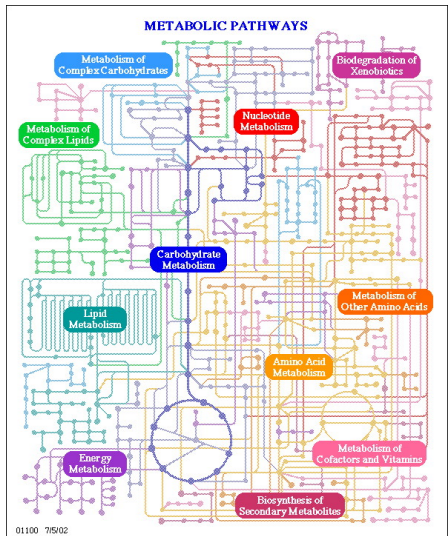 METABOLIC PATHWAYS
Metabolism of
Complex Carbohydrates
Biodegradation of
Xenobiotics
Nucleotide
Metabolism
Metabolism of
Complex Lipids
Carbohydrate
Metabolism
Metabolism of
Other Amino Acids
Lipid
Metabolism
Amino Acid
Metabolism
Metabolism of
Cofactors and Vitamins
Energy
Metabolism
Biosynthesis of
Secondary Metabolites
01100 7/5/02